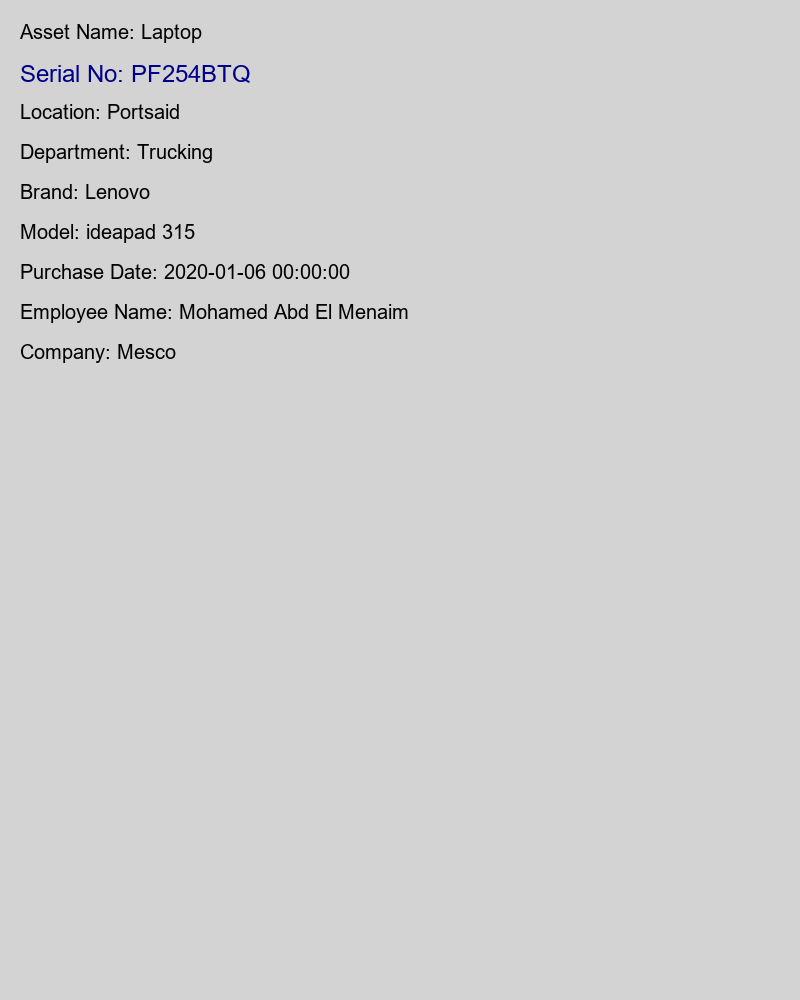 Asset Name: Laptop
Serial No: PF254BTQ
Location: Portsaid
Department: Trucking
Brand: Lenovo
Model: ideapad 315
Purchase Date: 2020-01-06 00:00:00
Employee Name: Mohamed Abd El Menaim
Company: Mesco